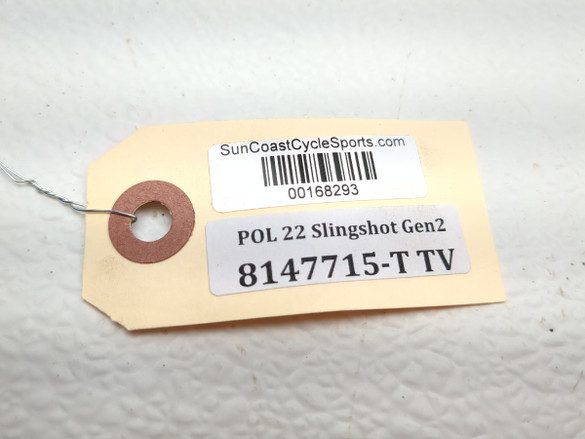 SunCoastCycleSports.com
00168293
POL 22 Slingshot Gen2
8147715-T TV